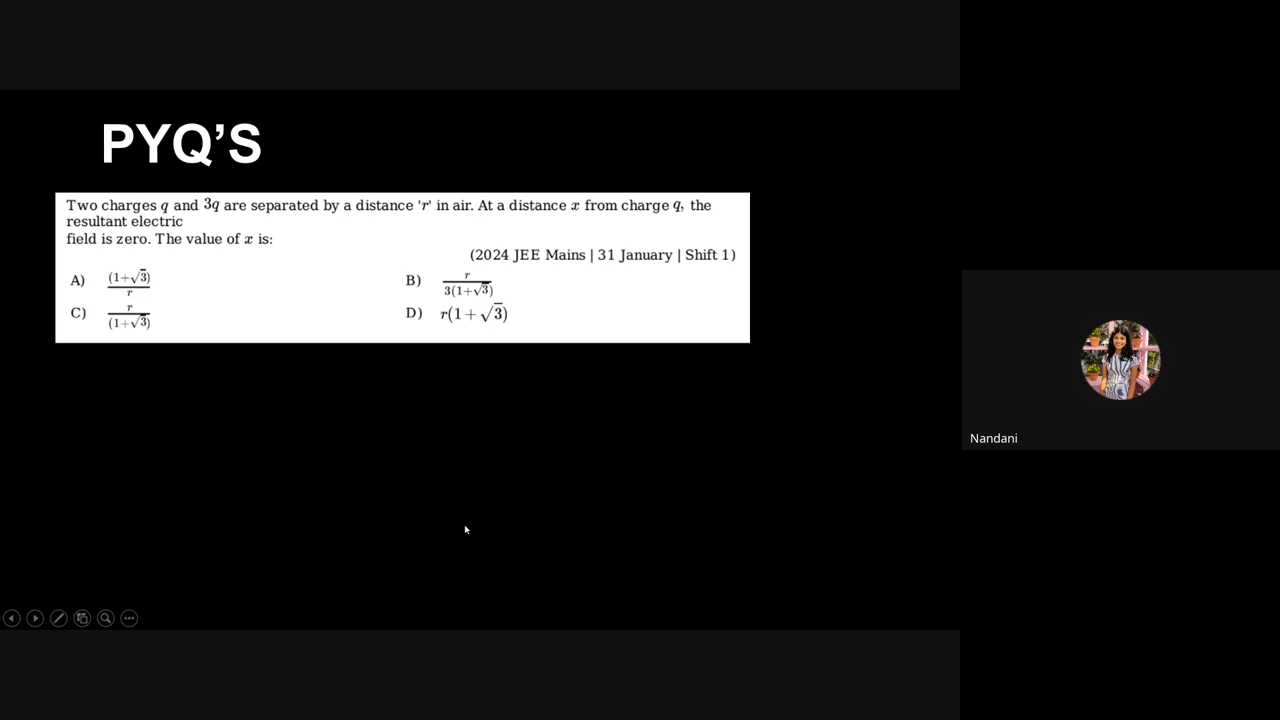 PYQ'S
Two charges q and 3q are separated by a distance 'r' in air. At a distance x from charge q, the
resultant electric
field is zero. The value of x is:
(2024 JEE Mains | 31 January | Shift 1)
A) (1+√3)/r B) r/3(1+√3)
C) r/(1+√3) D) r(1+√3)
Nandani